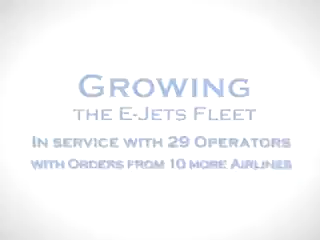 Growing
the E-Jets Fleet
In service with 29 Operators
with Orders from 10 more Airlines